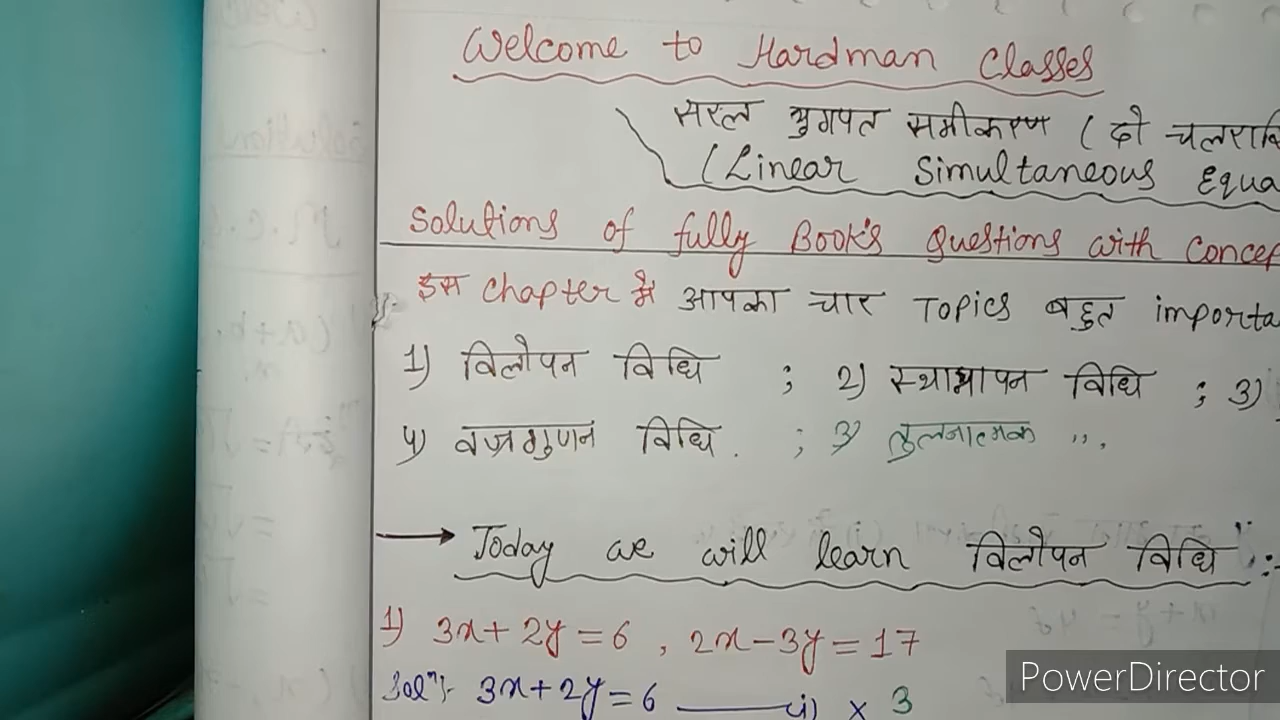 Welcome to Hardman Classes
सरल युगपत समीकरण ( दो चलराशि
(Linear Simultaneous Equa
Solutions of fully Book's Questions with Concep
इस Chapter में आपका चार Topics बहुत importa
1) विलोपन विधि ; 2) स्थानापन विधि ; 3)
4) वज्रगुणन विधि . ; 3) तुलनात्मक ,, .
Today we will learn विलोपन विधि :-
1) 3x + 2y = 6 , 2x - 3y = 17
Solⁿ:- 3x + 2y = 6 ——— (i) × 3
PowerDirector